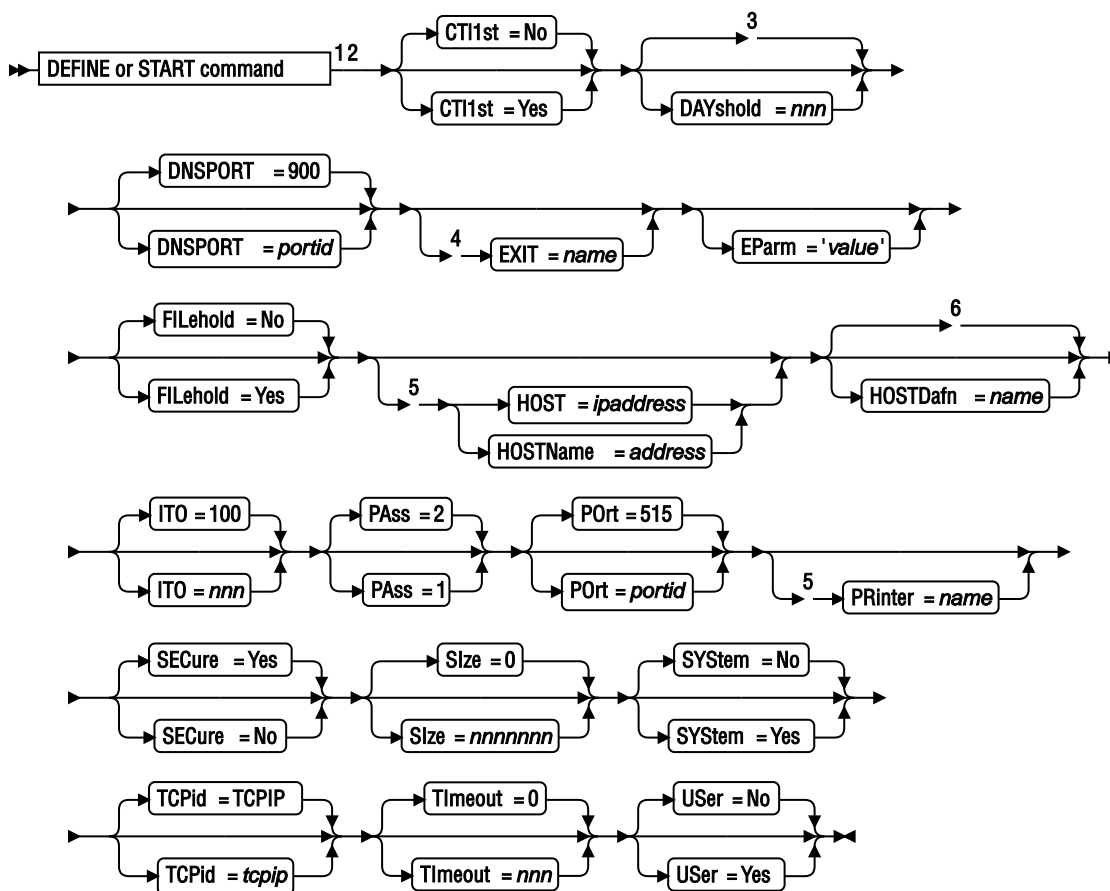 3
CTI1st = No
DEFINE or START command 12
CTI1st = Yes
DAYshold = nnn
DNSPORT = 900
DNSPORT = portid
4
EXIT = name
EParm = 'value'
FILehold = No
FILehold = Yes
5
HOST = ipaddress
HOSTName = address
6
HOSTDafn = name
ITO = 100
ITO = nnn
PAss = 2
PAss = 1
POrt = 515
POrt = portid
5
PRinter = name
SECure = Yes
SECure = No
SIze = 0
SIze = nnnnnnn
SYStem = No
SYStem = Yes
TCPid = TCPIP
TCPid = tcpip
TImeout = 0
TImeout = nnn
USer = No
USer = Yes